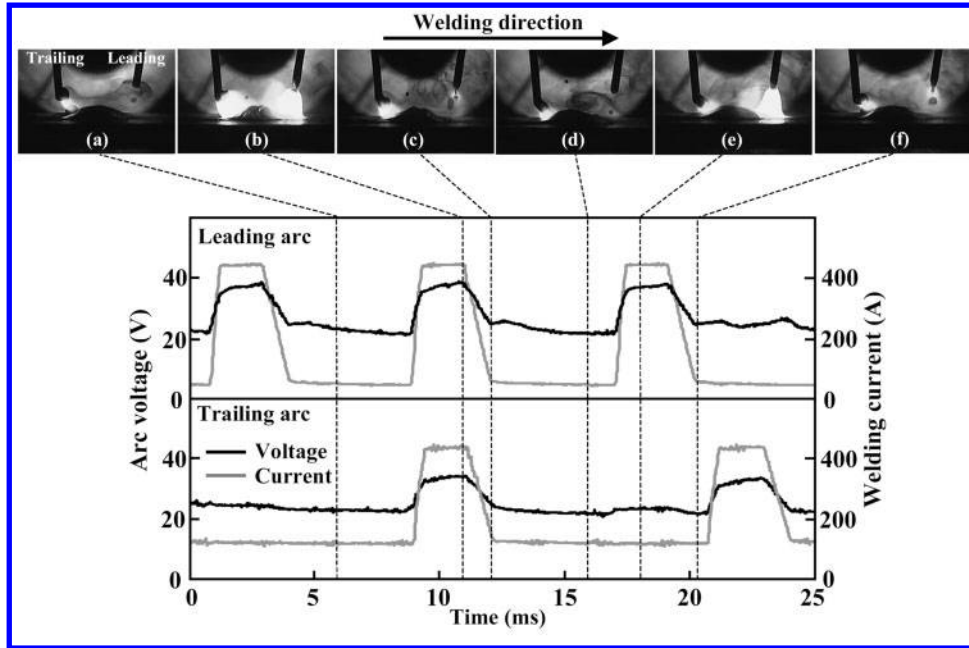 Welding direction
Trailing Leading
(a) (b) (c) (d) (e) (f)
Leading arc
40
20
0
400
200
0
Trailing arc
Voltage
Current
60
40
20
0
400
200
0
Arc voltage (V)
Welding current (A)
0 5 10 15 20 25
Time (ms)